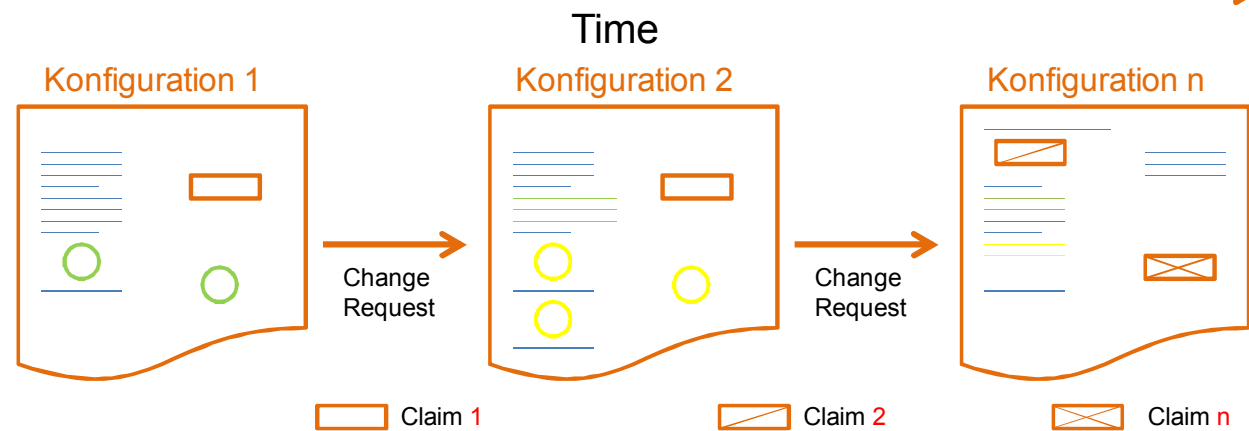 Time
Konfiguration 1
Konfiguration 2
Konfiguration n
Change
Request
Change
Request
Claim 1
Claim 2
Claim n